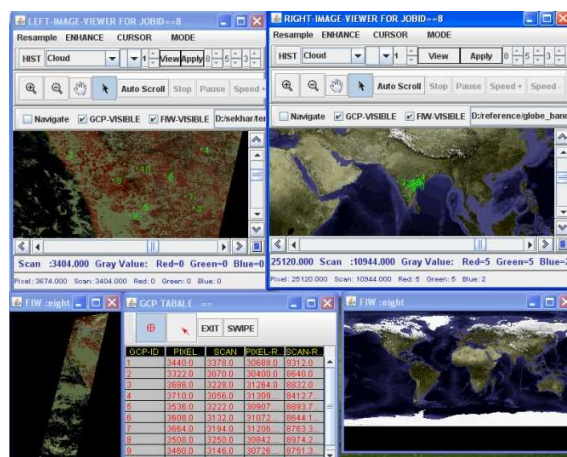 LEFT-IMAGE-VIEWER FOR JOBID==8
Resample ENHANCE CURSOR MODE
HIST Cloud 1 View Apply 8 5 3
Auto Scroll Stop Pause Speed +
Navigate GCP-VISIBLE FIW-VISIBLE D:/sekhar/ter
Scan :3404.000 Gray Value: Red=0 Green=0 Blue=0
Pixel: 3674.000 Scan: 3404.000 Red: 0 Green: 0 Blue: 0
RIGHT-IMAGE-VIEWER FOR JOBID==8
Resample ENHANCE CURSOR MODE
HIST Cloud 1 View Apply 8 5 3
Auto Scroll Stop Pause Speed + Speed -
Navigate GCP-VISIBLE FIW-VISIBLE D:/reference/globe_band
25120.000 Scan :10944.000 Gray Value: Red=5 Green=5 Blue=2
Pixel: 25120.000 Scan: 10944.000 Red: 5 Green: 5 Blue: 2
FIW :eight
GCP TABALE ==
EXIT SWIPE
GCP-ID PIXEL SCAN PIXEL-R... SCAN-R...
1 3440.0 3378.0 30688.0 9312.0
2 3322.0 3070.0 30400.0 8640.0
3 3688.0 3228.0 31264.0 8832.0
4 3710.0 3056.0 31309... 8412.7...
5 3536.0 3222.0 30907... 8893.7...
6 3608.0 3132.0 31072... 8644.1...
7 3664.0 3194.0 31206... 8763.3...
8 3508.0 3250.0 30842... 8974.2...
9 3460.0 3146.0 30726... 8751.3...
FIW :eight